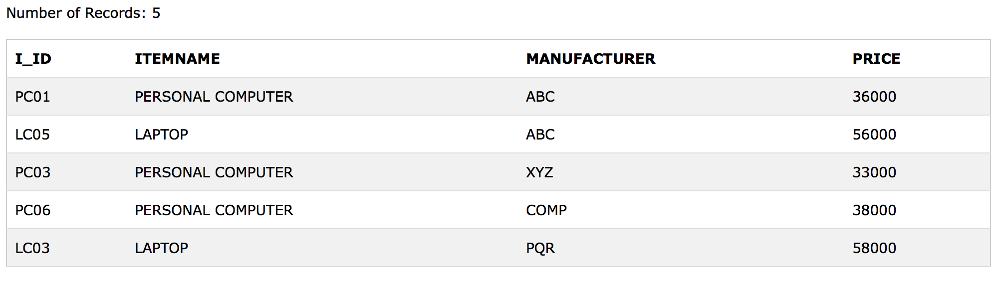 Number of Records: 5
I_ID ITEMNAME MANUFACTURER PRICE
PC01 PERSONAL COMPUTER ABC 36000
LC05 LAPTOP ABC 56000
PC03 PERSONAL COMPUTER XYZ 33000
PC06 PERSONAL COMPUTER COMP 38000
LC03 LAPTOP PQR 58000